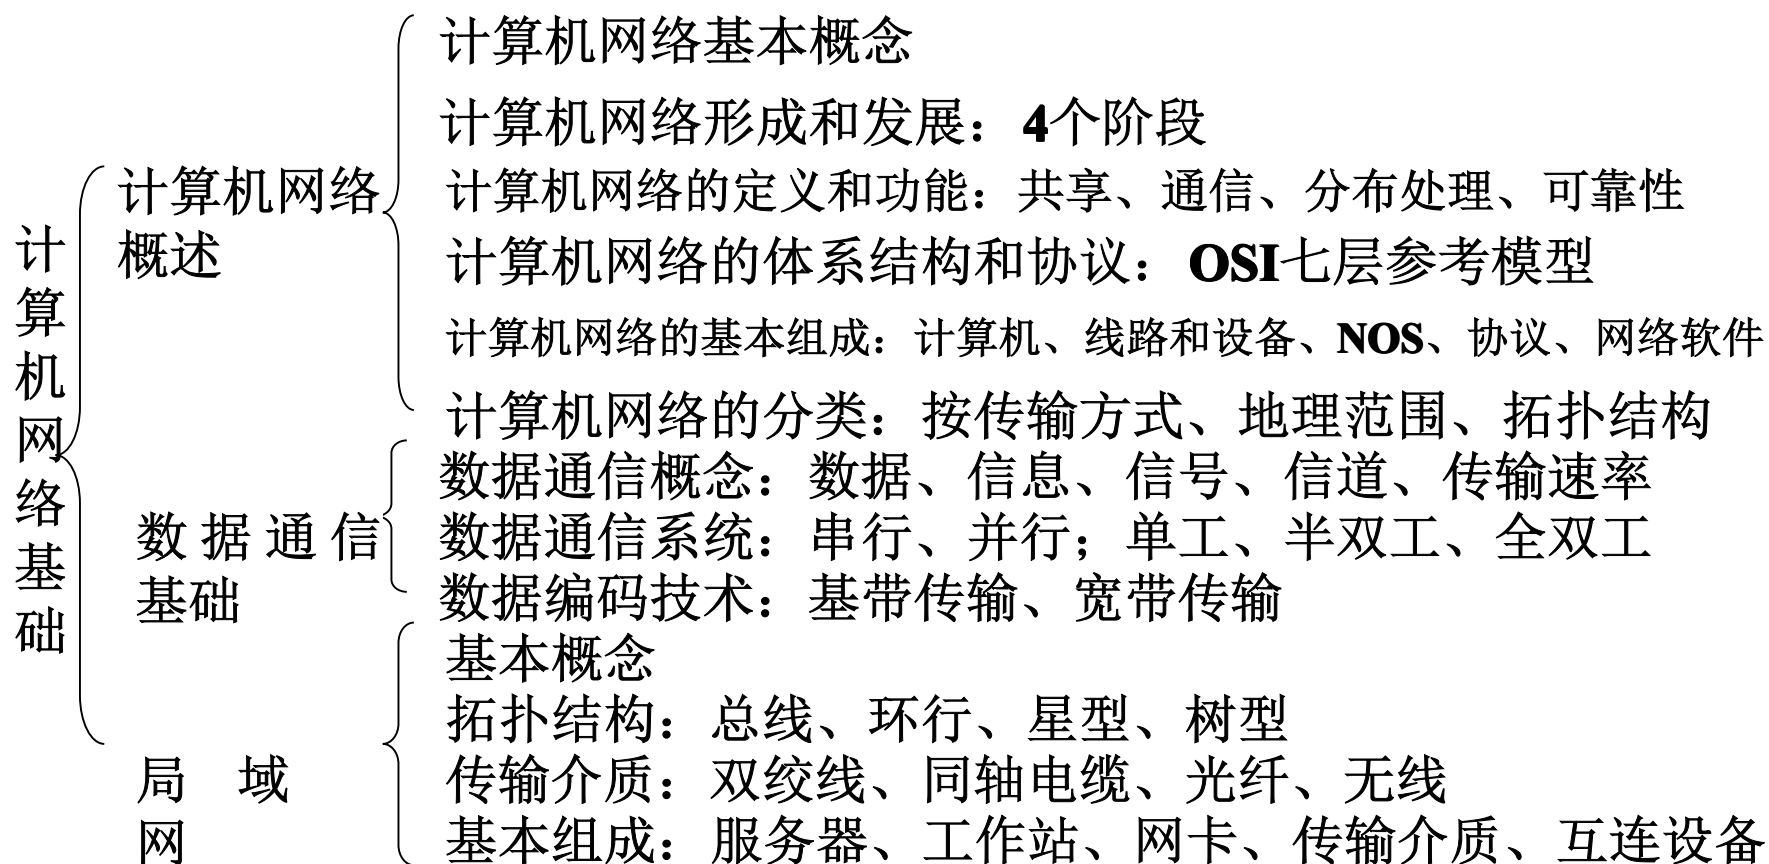 计算机网络基础
计算机网络
概述
计算机网络基本概念
计算机网络形成和发展：4个阶段
计算机网络的定义和功能：共享、通信、分布处理、可靠性
计算机网络的体系结构和协议：OSI七层参考模型
计算机网络的基本组成：计算机、线路和设备、NOS、协议、网络软件
计算机网络的分类：按传输方式、地理范围、拓扑结构
数据通信
基础
数据通信概念：数据、信息、信号、信道、传输速率
数据通信系统：串行、并行；单工、半双工、全双工
数据编码技术：基带传输、宽带传输
局 域
网
基本概念
拓扑结构：总线、环行、星型、树型
传输介质：双绞线、同轴电缆、光纤、无线
基本组成：服务器、工作站、网卡、传输介质、互连设备